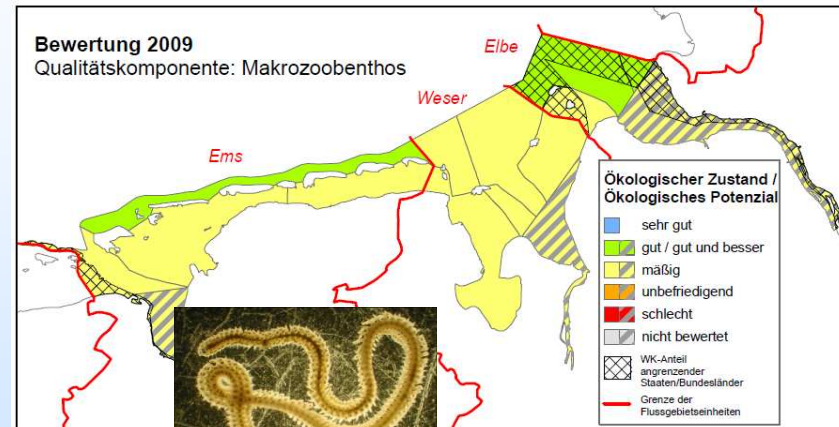 Bewertung 2009
Qualitätskomponente: Makrozoobenthos
Elbe
Weser
Ems
Ökologischer Zustand /
Ökologisches Potenzial
sehr gut
gut / gut und besser
mäßig
unbefriedigend
schlecht
nicht bewertet
WK-Anteil
angrenzender
Staaten/Bundesländer
Grenze der
Flussgebietseinheiten